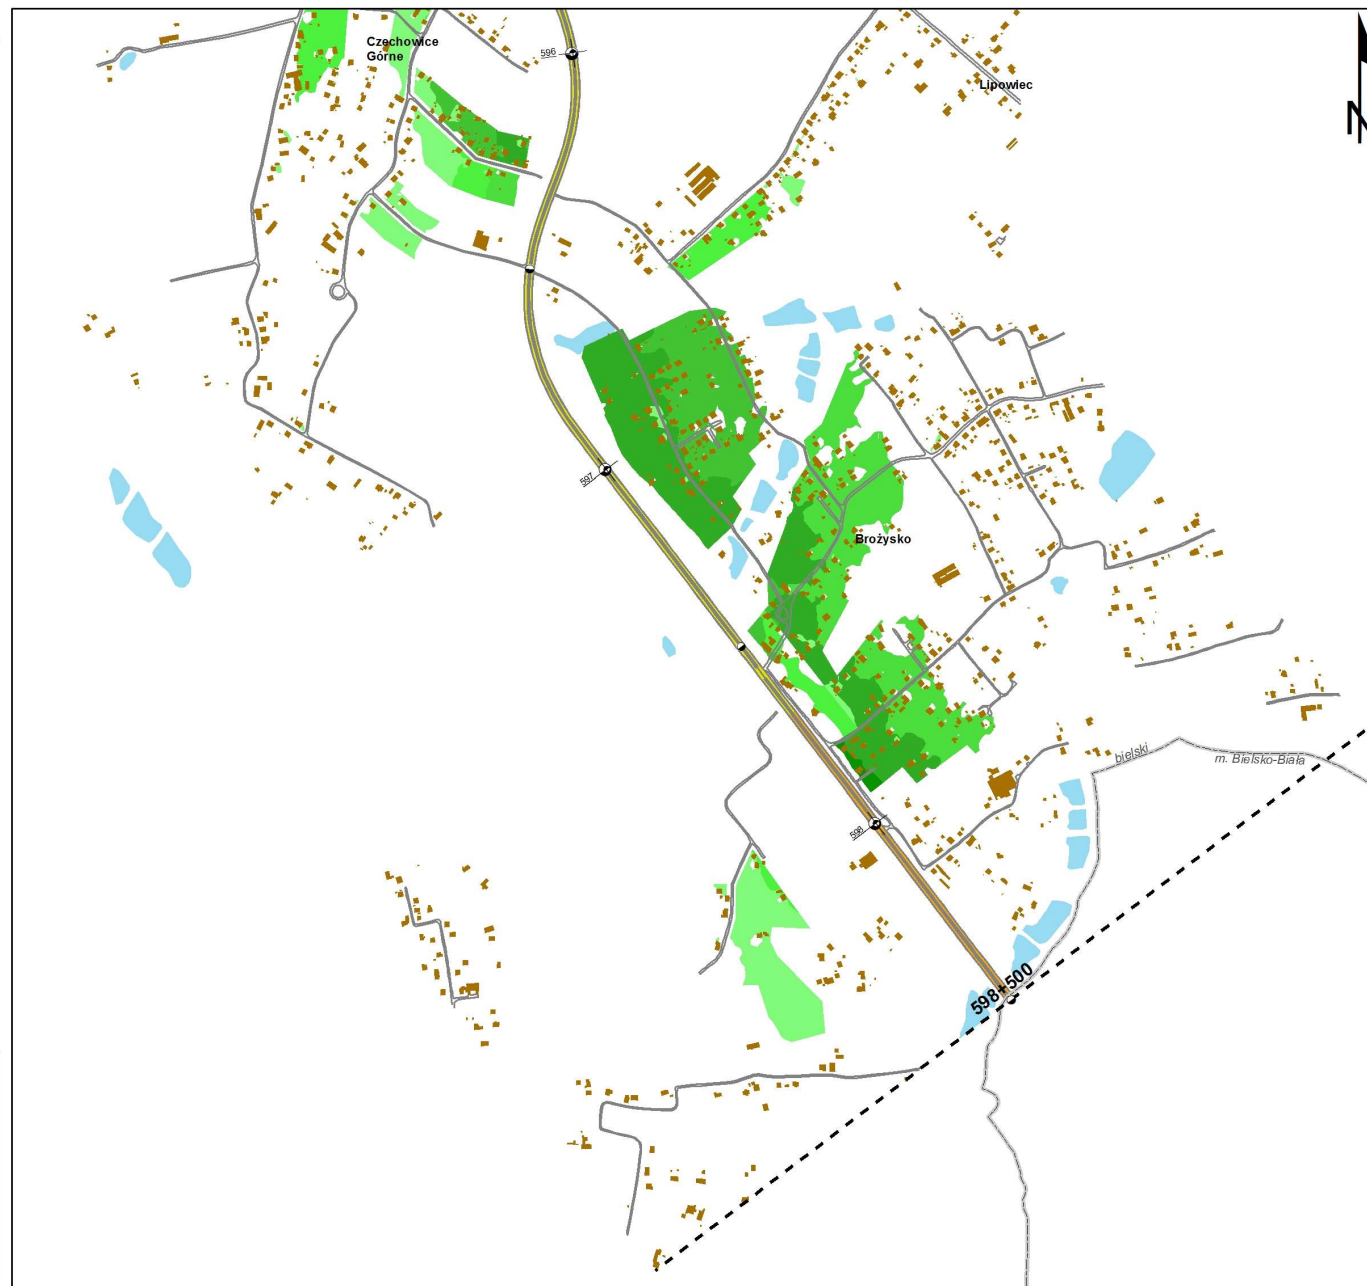 Czechowice
Górne
596
Lipowiec
N
597
Brożysko
bielski
m. Bielsko-Biała
598
598+500